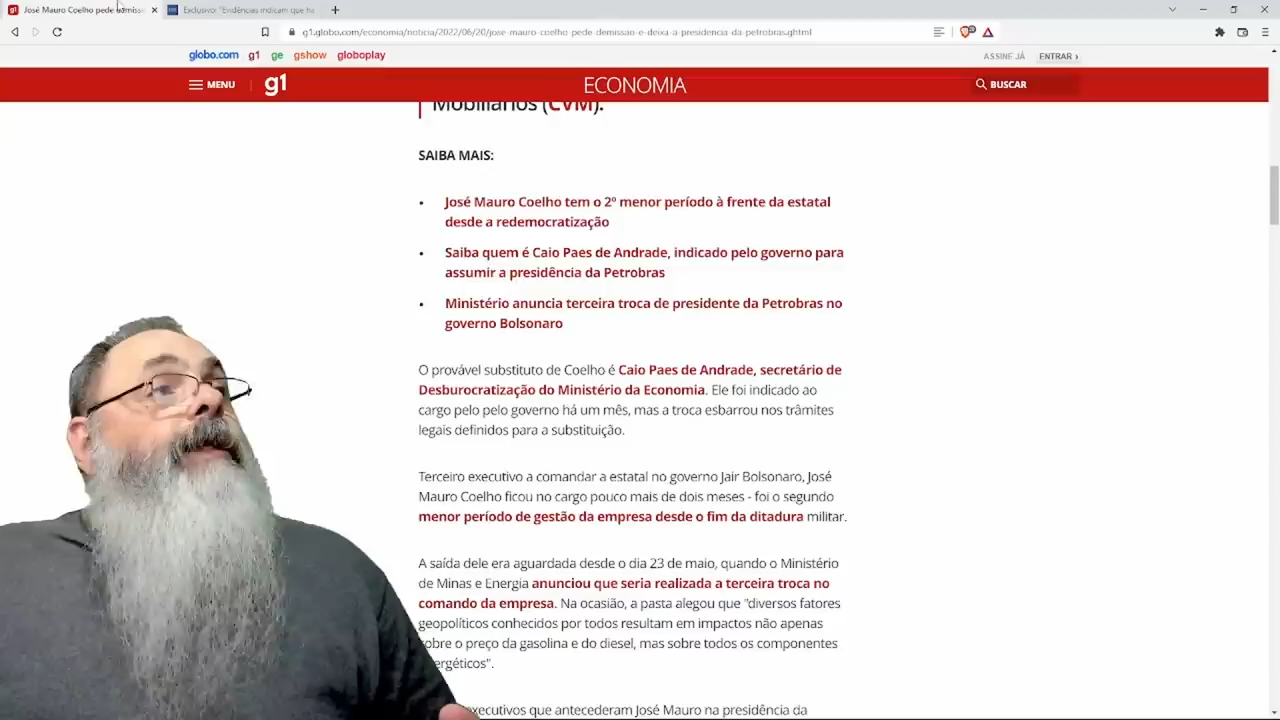 José Mauro Coelho pede demiss
Exclusivo: "Evidências indicam que ha
g1.globo.com/economia/noticia/2022/06/20/jose-mauro-coelho-pede-demissao-e-deixa-a-presidencia-da-petrobras.ghtml
globo.com g1 ge gshow globoplay
ASSINE JÁ ENTRAR ›
MENU g1 ECONOMIA BUSCAR
Mobiliários (CVM).
SAIBA MAIS:
• José Mauro Coelho tem o 2º menor período à frente da estatal
desde a redemocratização
• Saiba quem é Caio Paes de Andrade, indicado pelo governo para
assumir a presidência da Petrobras
• Ministério anuncia terceira troca de presidente da Petrobras no
governo Bolsonaro
O provável substituto de Coelho é Caio Paes de Andrade, secretário de
Desburocratização do Ministério da Economia. Ele foi indicado ao
cargo pelo pelo governo há um mês, mas a troca esbarrou nos trâmites
legais definidos para a substituição.
Terceiro executivo a comandar a estatal no governo Jair Bolsonaro, José
Mauro Coelho ficou no cargo pouco mais de dois meses - foi o segundo
menor período de gestão da empresa desde o fim da ditadura militar.
A saída dele era aguardada desde o dia 23 de maio, quando o Ministério
de Minas e Energia anunciou que seria realizada a terceira troca no
comando da empresa. Na ocasião, a pasta alegou que "diversos fatores
geopolíticos conhecidos por todos resultam em impactos não apenas
sobre o preço da gasolina e do diesel, mas sobre todos os componentes
ergéticos".
executivos que antecederam José Mauro na presidência da